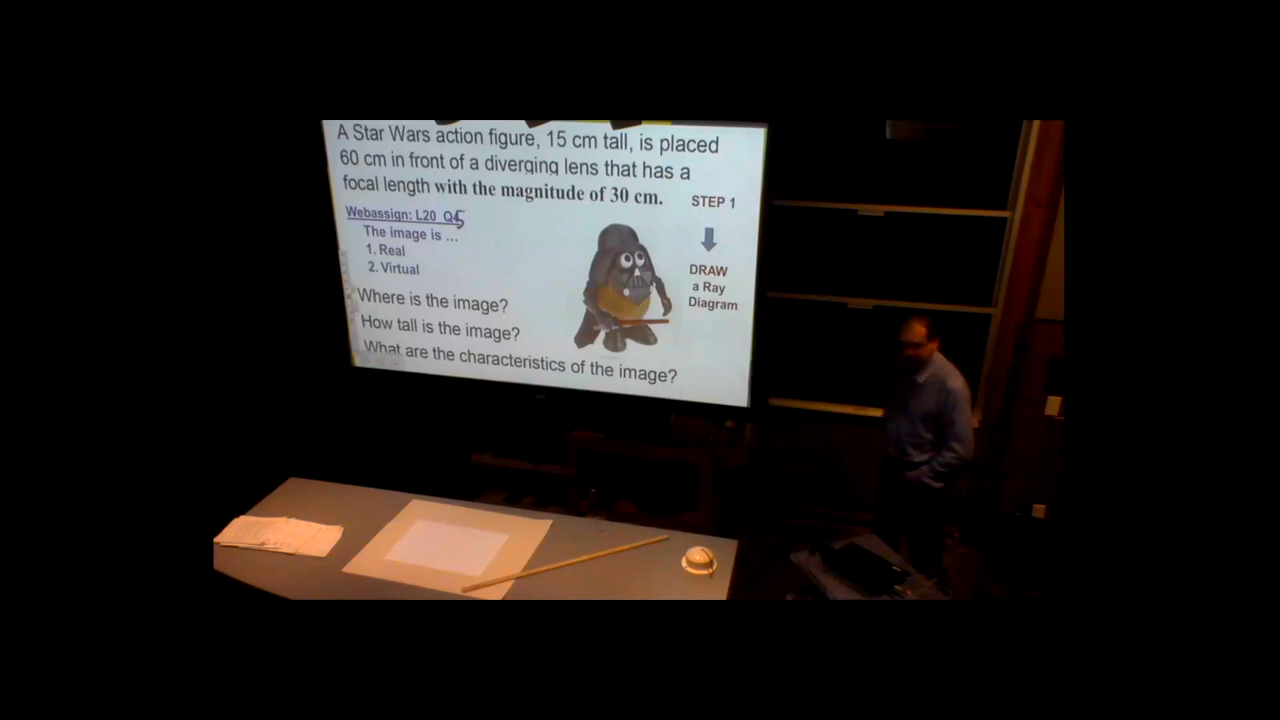 A Star Wars action figure, 15 cm tall, is placed
60 cm in front of a diverging lens that has a
focal length with the magnitude of 30 cm.
STEP 1
Webassign: L20 Q5
The image is ...
1. Real
2. Virtual
DRAW
a Ray
Diagram
Where is the image?
How tall is the image?
What are the characteristics of the image?